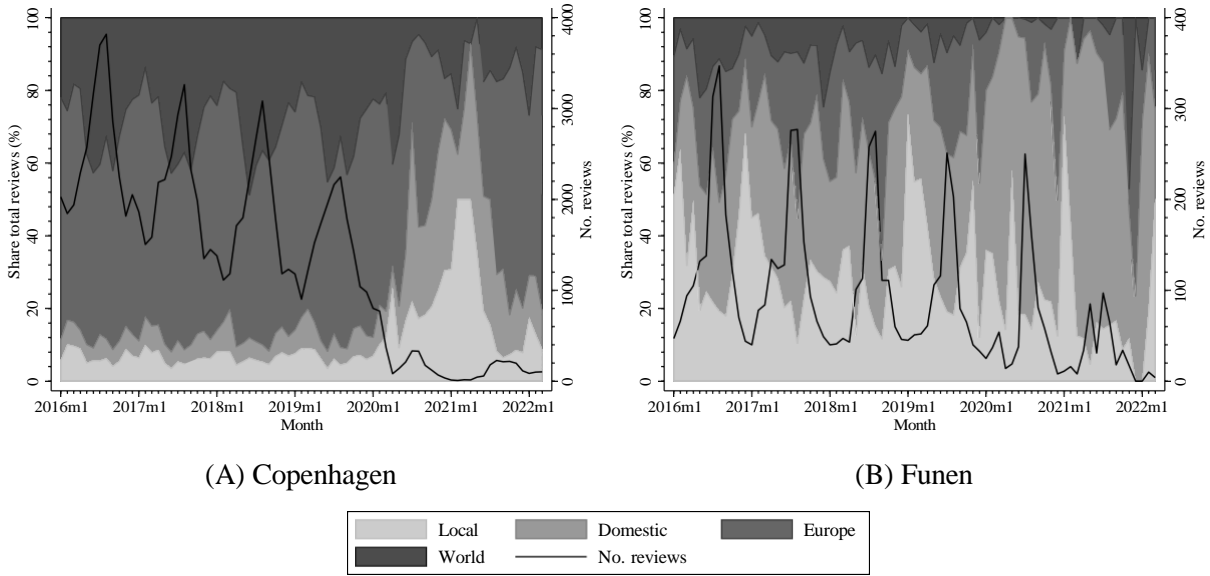 100
80
60
40
20
0
Share total reviews (%)
4000
3000
2000
1000
0
No. reviews
2016m1 2017m1 2018m1 2019m1 2020m1 2021m1 2022m1
Month
(A) Copenhagen
100
80
60
40
20
0
Share total reviews (%)
400
300
200
100
0
No. reviews
2016m1 2017m1 2018m1 2019m1 2020m1 2021m1 2022m1
Month
(B) Funen
Local Domestic Europe
World No. reviews